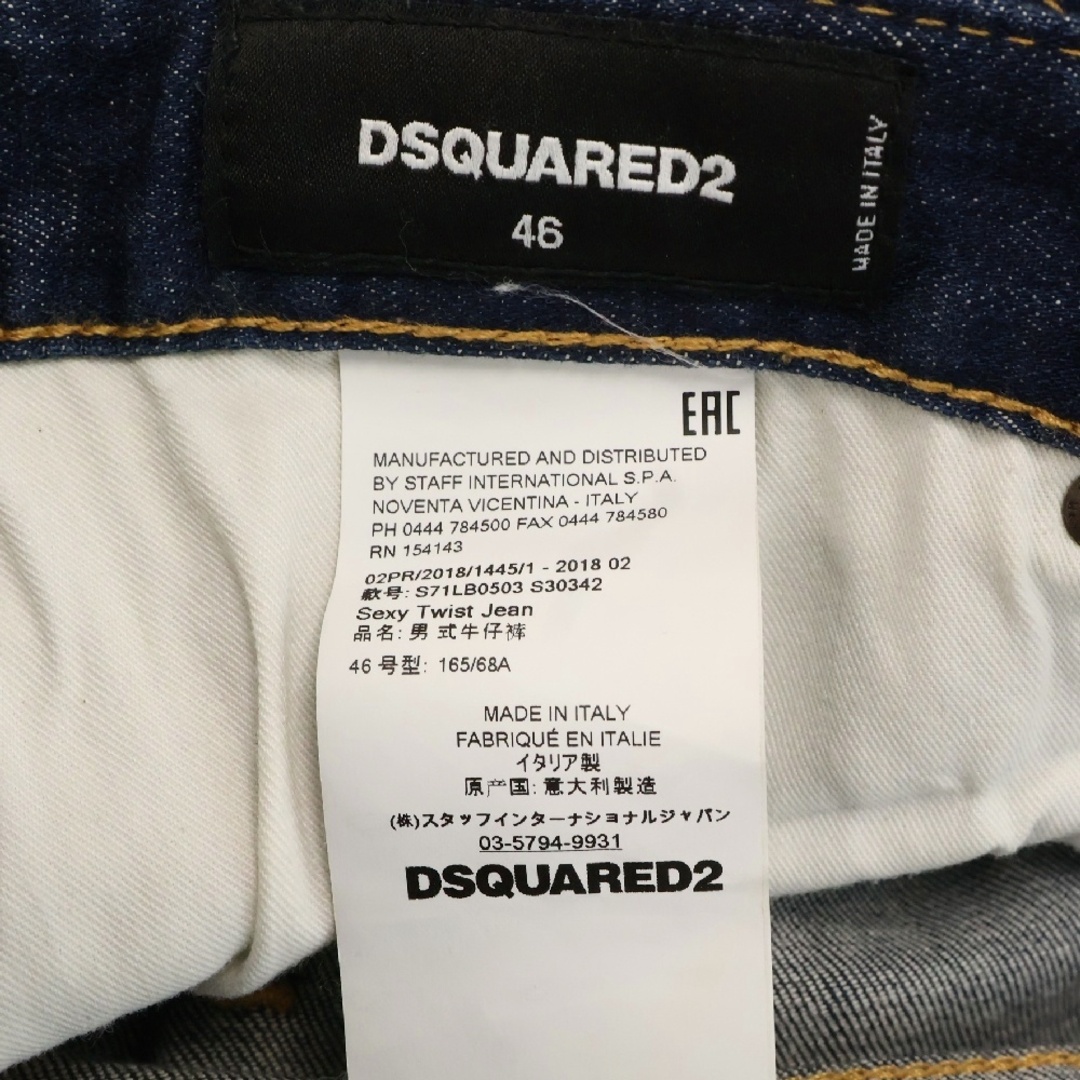 DSQUARED2
46
MADE IN ITALY
EAC
MANUFACTURED AND DISTRIBUTED
BY STAFF INTERNATIONAL S.P.A.
NOVENTA VICENTINA - ITALY
PH 0444 784500 FAX 0444 784580
RN 154143
02PR/2018/1445/1 - 2018 02
款号: S71LB0503 S30342
Sexy Twist Jean
品名: 男 式牛仔裤
46 号型: 165/68A
MADE IN ITALY
FABRIQUÉ EN ITALIE
イタリア製
原产国: 意大利製造
(株)スタッフインターナショナルジャパン
03-5794-9931
DSQUARED2